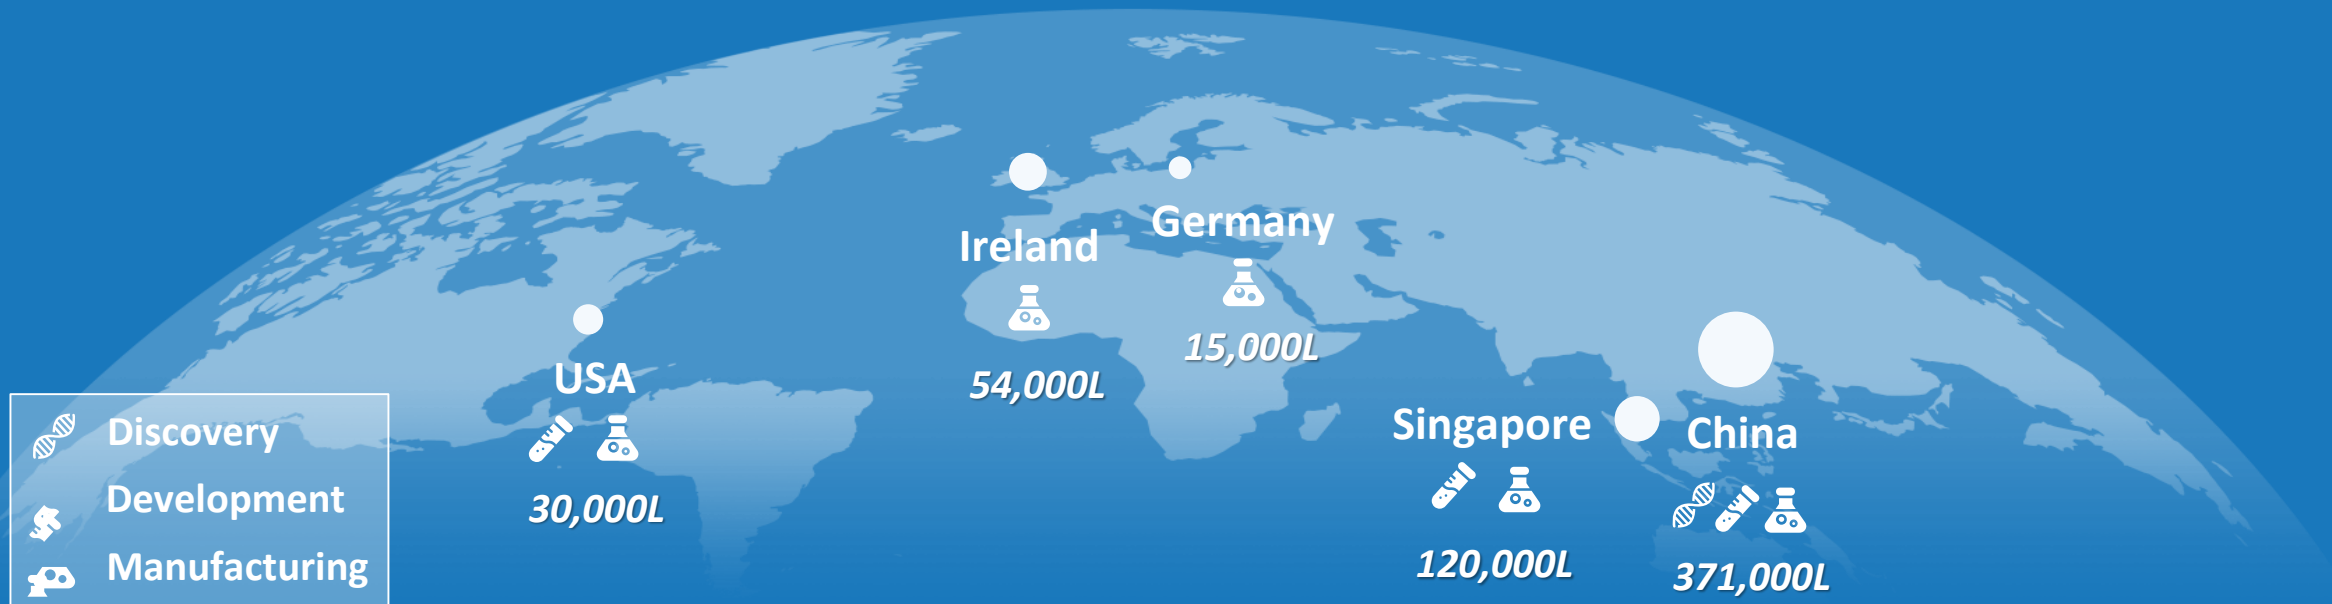 Germany
Ireland
15,000L
USA
54,000L
Singapore
China
Discovery
Development
30,000L
Manufacturing
120,000L
371,000L